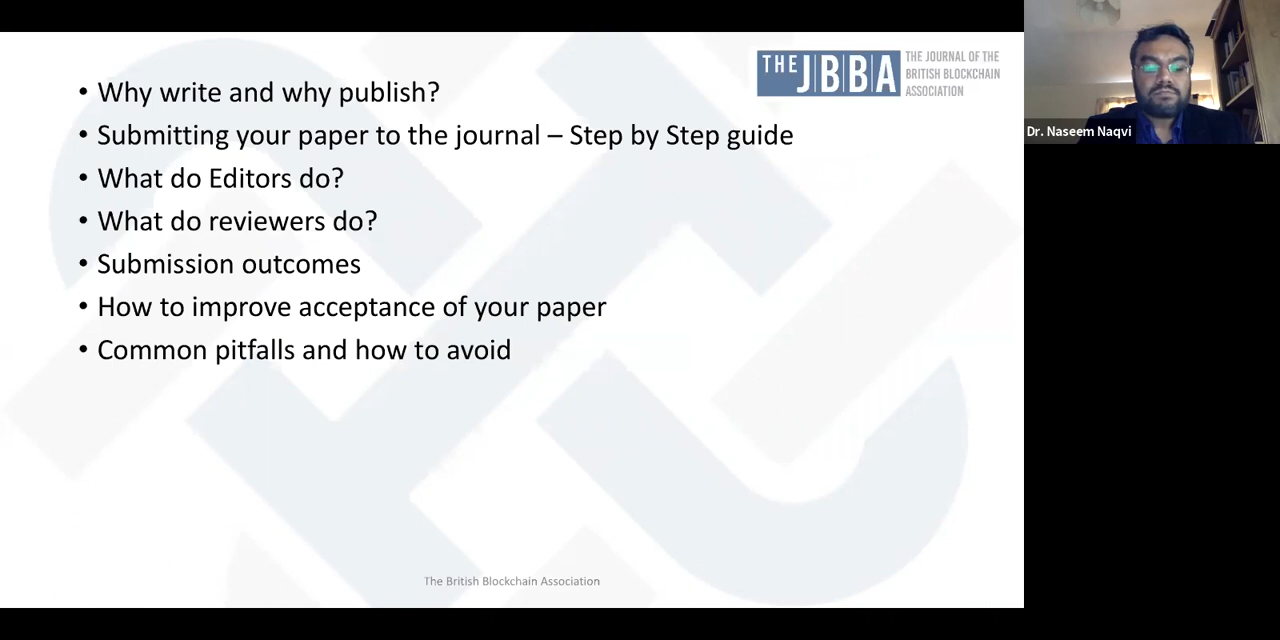 • Why write and why publish?
• Submitting your paper to the journal – Step by Step guide
• What do Editors do?
• What do reviewers do?
• Submission outcomes
• How to improve acceptance of your paper
• Common pitfalls and how to avoid
THE JBBA
THE JOURNAL OF THE
BRITISH BLOCKCHAIN
ASSOCIATION
Dr. Naseem Naqvi
The British Blockchain Association